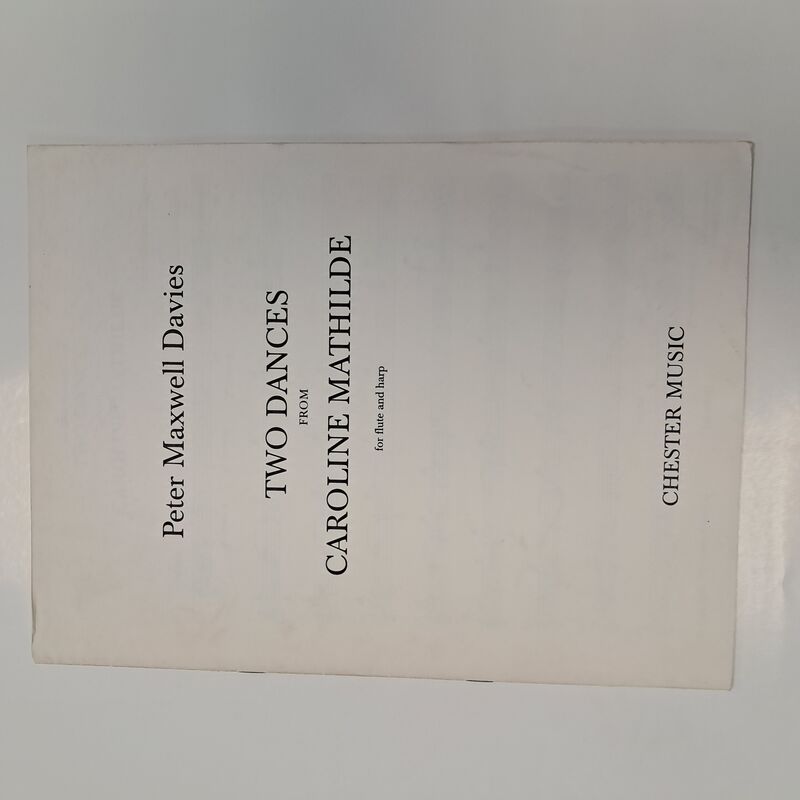 Peter Maxwell Davies
TWO DANCES
FROM
CAROLINE MATHILDE
for flute and harp
CHESTER MUSIC